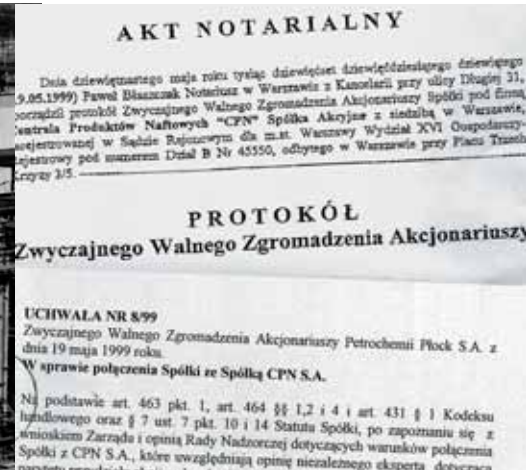 AKT NOTARIALNY
Dnia dziewiętnastego maja roku tysiąc dziewięćset dziewięćdziesiątego dziewiątego
9.05.1999) Paweł Błaszczak Notariusz w Warszawie z Kancelarii przy ulicy Długiej 31,
porządził protokół Zwyczajnego Walnego Zgromadzenia Akcjonariuszy Spółki pod firmą
entrala Produktów Naftowych "CPN" Spółka Akcyjna z siedzibą w Warszawie,
arejestrowanej w Sądzie Rejonowym dla m.st. Warszawy Wydział XVI Gospodarczy-
ejestrowy pod numerem Dział B Nr 45550, odbytego w Warszawie przy Placu Trzech
Krzyży 3/5.
PROTOKÓŁ
Zwyczajnego Walnego Zgromadzenia Akcjonariuszy
UCHWAŁA NR 8/99
Zwyczajnego Walnego Zgromadzenia Akcjonariuszy Petrochemii Płock S.A. z
dnia 19 maja 1999 roku
W sprawie połączenia Spółki ze Spółką CPN S.A.
Na podstawie art. 463 pkt. 1, art. 464 §§ 1,2 i 4 i art. 431 § 1 Kodeksu
handlowego oraz § 7 ust. 7 pkt. 10 i 14 Statutu Spółki, po zapoznaniu się z
wnioskiem Zarządu i opinią Rady Nadzorczej dotyczących warunków połączenia
Spółki z CPN S.A., które uwzględniają opinię niezależnego eksperta